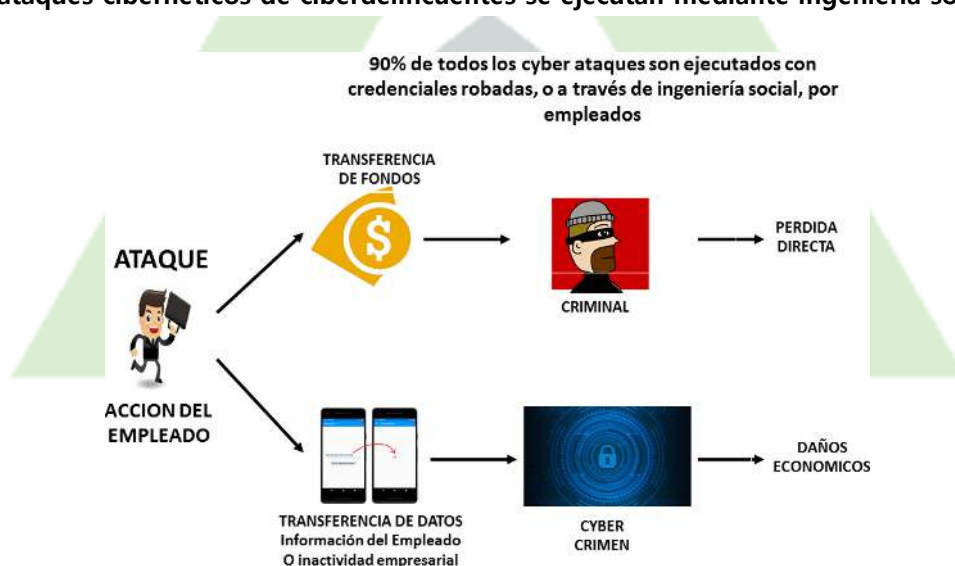 ataques cibernéticos de ciberdelincuentes se ejecutan mediante ingeniería so
90% de todos los cyber ataques son ejecutados con
credenciales robadas, o a través de ingeniería social, por
empleados
TRANSFERENCIA
DE FONDOS
$
PERDIDA
DIRECTA
ATAQUE
CRIMINAL
ACCION DEL
EMPLEADO
DAÑOS
ECONOMICOS
TRANSFERENCIA DE DATOS
Información del Empleado
O inactividad empresarial
CYBER
CRIMEN